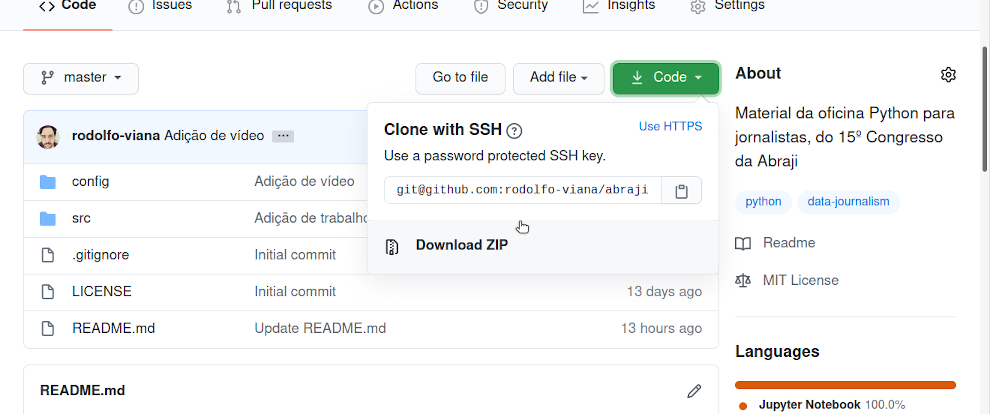 Code Issues Pull requests Actions Security Insights Settings
master Go to file Add file Code
rodolfo-viana Adição de vídeo
config Adição de vídeo
src Adição de trabalho
.gitignore Initial commit
LICENSE Initial commit 13 days ago
README.md Update README.md 13 hours ago
README.md
Clone with SSH ? Use HTTPS
Use a password protected SSH key.
git@github.com:rodolfo-viana/abraji
Download ZIP
About
Material da oficina Python para
jornalistas, do 15º Congresso
da Abraji
python data-journalism
Readme
MIT License
Languages
Jupyter Notebook 100.0%